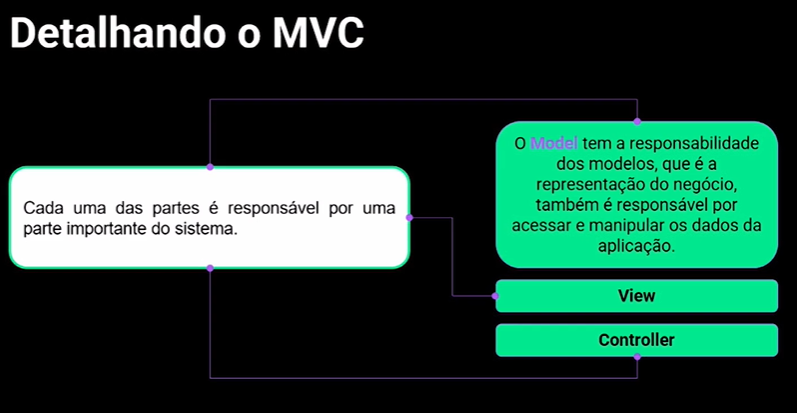 Detalhando o MVC
Cada uma das partes é responsável por uma
parte importante do sistema.
O Model tem a responsabilidade
dos modelos, que é a
representação do negócio,
também é responsável por
acessar e manipular os dados da
aplicação.
View
Controller